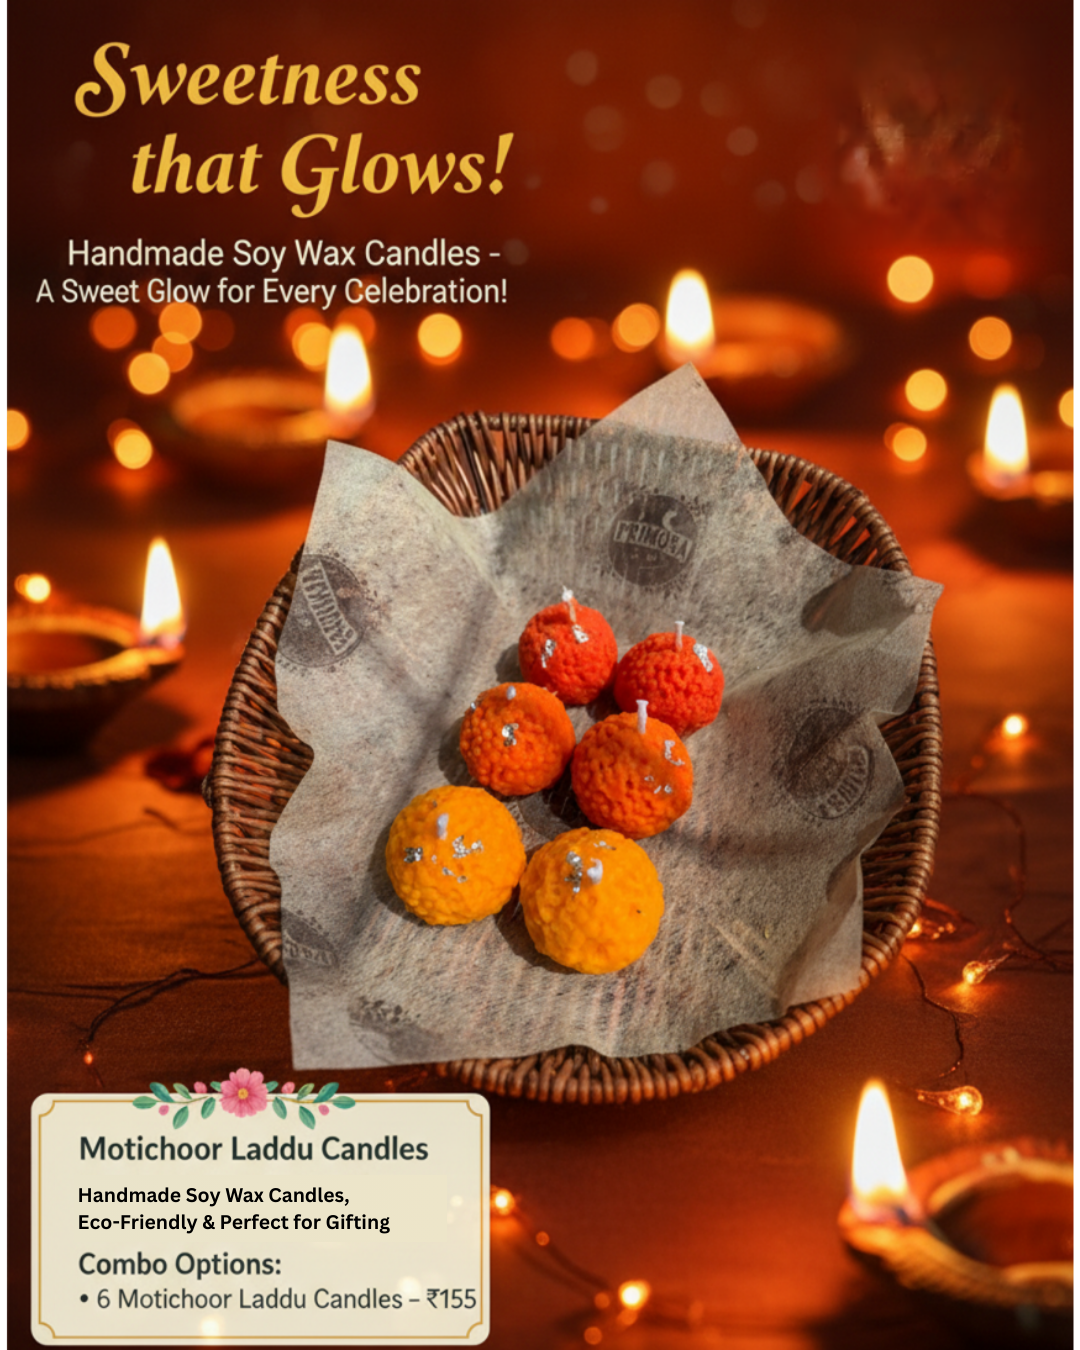 Sweetness
that Glows!
Handmade Soy Wax Candles -
A Sweet Glow for Every Celebration!
PRIMOVA
Motichoor Laddu Candles
Handmade Soy Wax Candles,
Eco-Friendly & Perfect for Gifting
Combo Options:
• 6 Motichoor Laddu Candles – ₹155